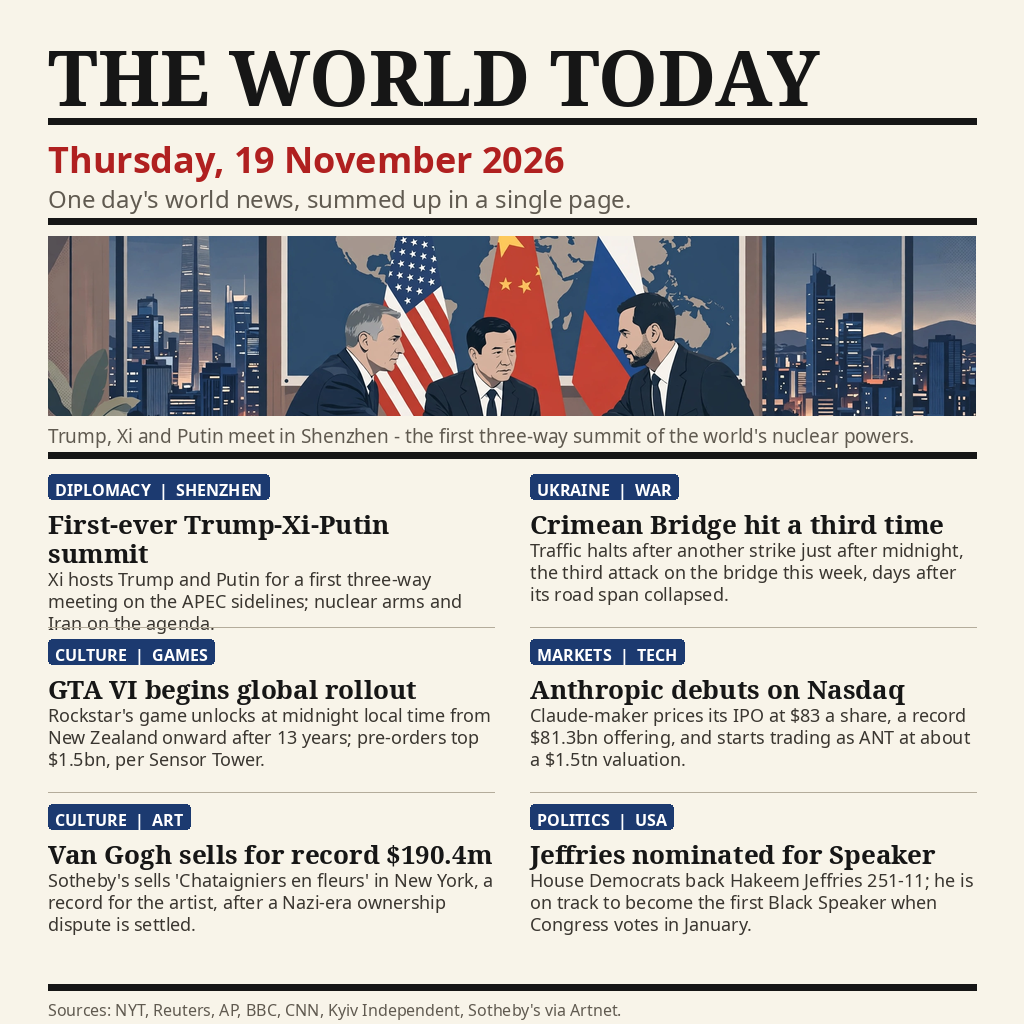 THE WORLD TODAY
Thursday, 19 November 2026
One day's world news, summed up in a single page.
Trump, Xi and Putin meet in Shenzhen - the first three-way summit of the world's nuclear powers.
DIPLOMACY | SHENZHEN
First-ever Trump-Xi-Putin
summit
Xi hosts Trump and Putin for a first three-way
meeting on the APEC sidelines; nuclear arms and
Iran on the agenda.
UKRAINE | WAR
Crimean Bridge hit a third time
Traffic halts after another strike just after midnight,
the third attack on the bridge this week, days after
its road span collapsed.
CULTURE | GAMES
GTA VI begins global rollout
Rockstar's game unlocks at midnight local time from
New Zealand onward after 13 years; pre-orders top
$1.5bn, per Sensor Tower.
MARKETS | TECH
Anthropic debuts on Nasdaq
Claude-maker prices its IPO at $83 a share, a record
$81.3bn offering, and starts trading as ANT at about
a $1.5tn valuation.
CULTURE | ART
Van Gogh sells for record $190.4m
Sotheby's sells 'Chataigniers en fleurs' in New York, a
record for the artist, after a Nazi-era ownership
dispute is settled.
POLITICS | USA
Jeffries nominated for Speaker
House Democrats back Hakeem Jeffries 251-11; he is
on track to become the first Black Speaker when
Congress votes in January.
Sources: NYT, Reuters, AP, BBC, CNN, Kyiv Independent, Sotheby's via Artnet.